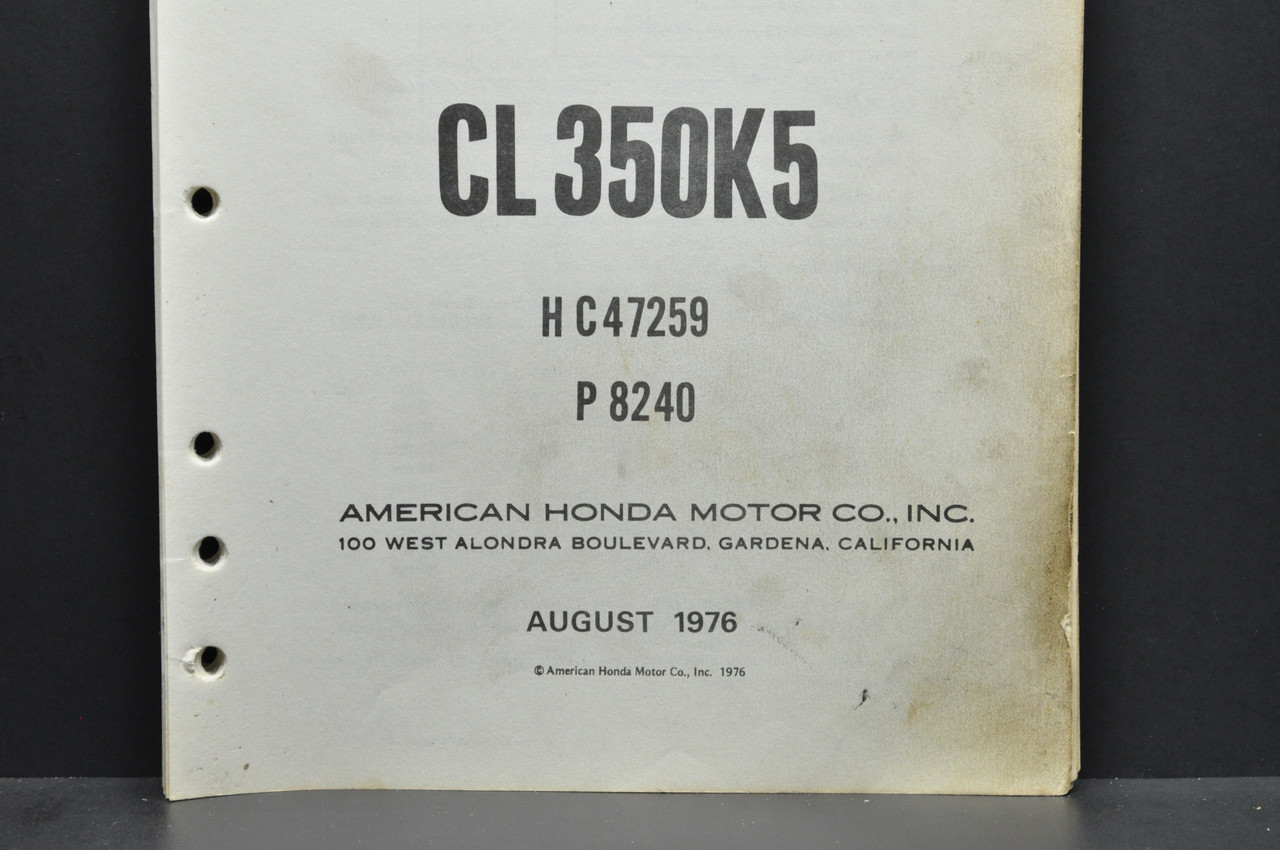 CL 350K5
H C47259
P 8240
AMERICAN HONDA MOTOR CO., INC.
100 WEST ALONDRA BOULEVARD, GARDENA, CALIFORNIA
AUGUST 1976
© American Honda Motor Co., Inc. 1976